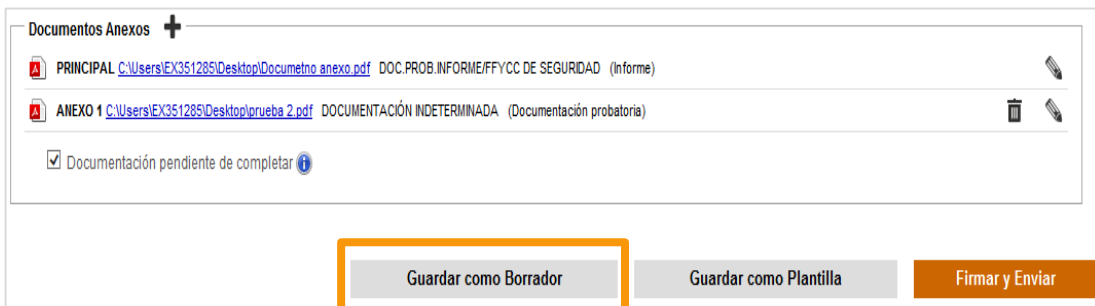 Documentos Anexos
PRINCIPAL C:\Users\EX351285\Desktop\Documetno anexo.pdf DOC.PROB.INFORME/FFYCC DE SEGURIDAD (Informe)
ANEXO 1 C:\Users\EX351285\Desktop\prueba 2.pdf DOCUMENTACIÓN INDETERMINADA (Documentación probatoria)
Documentación pendiente de completar
Guardar como Borrador Guardar como Plantilla Firmar y Enviar